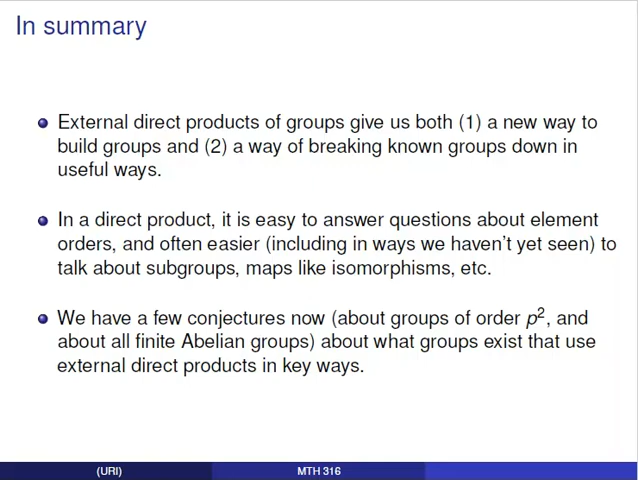 In summary
External direct products of groups give us both (1) a new way to
build groups and (2) a way of breaking known groups down in
useful ways.
In a direct product, it is easy to answer questions about element
orders, and often easier (including in ways we haven't yet seen) to
talk about subgroups, maps like isomorphisms, etc.
We have a few conjectures now (about groups of order p², and
about all finite Abelian groups) about what groups exist that use
external direct products in key ways.
(URI) MTH 316